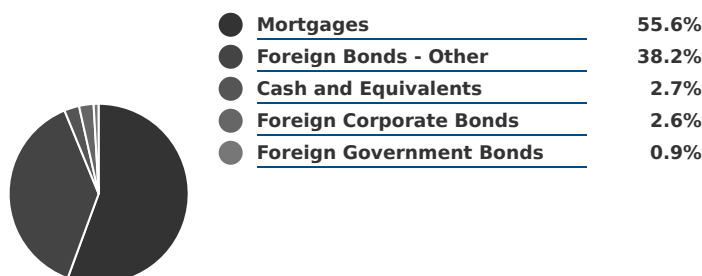 Mortgages 55.6%
Foreign Bonds - Other 38.2%
Cash and Equivalents 2.7%
Foreign Corporate Bonds 2.6%
Foreign Government Bonds 0.9%